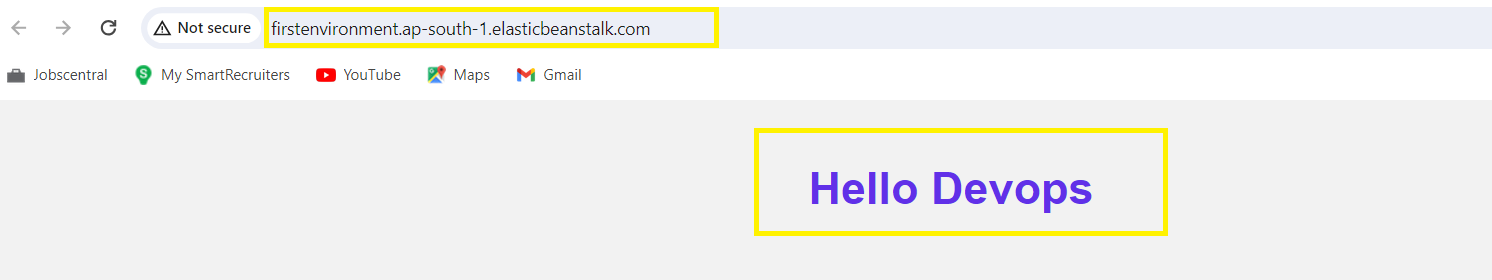 Not secure firstenvironment.ap-south-1.elasticbeanstalk.com
Jobscentral My SmartRecruiters YouTube Maps Gmail
Hello Devops